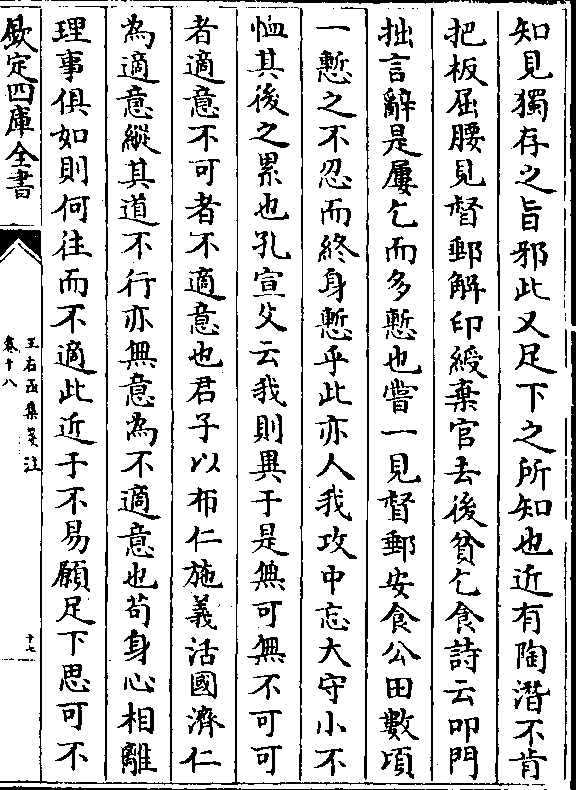 知見獨存之旨邪此又足下之所知也近有陶潛不肯
把板屈腰見督郵解印綬棄官去後貧乞食詩云叩門
拙言辭是屢乞而多慙也嘗一見督郵安食公田數頃
一慙之不忍而終身慙乎此亦人我攻中忘大守小不
恤其後之累也孔宣父云我則異于是無可無不可可
者適意不可者不適意也君子以布仁施義活國濟仁
為適意縱其道不行亦無意為不適意也苟身心相離
理事俱如則何往而不適此近于不易願足下思可不
欽定四庫全書
王右丞集箋注
卷十八
十七